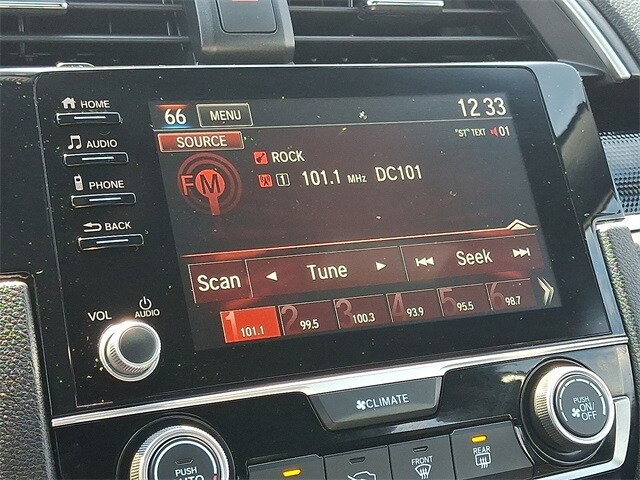 HOME
66 MENU 12 33
AUDIO
SOURCE "ST" TEXT 01
ROCK
PHONE
FM 1 101.1 MHz DC101
BACK
Scan Tune Seek
1 101.1 2 99.5 3 100.3 4 93.9 5 95.5 6 98.7
VOL AUDIO
CLIMATE
PUSH ON/OFF
PUSH AUTO
FRONT REAR